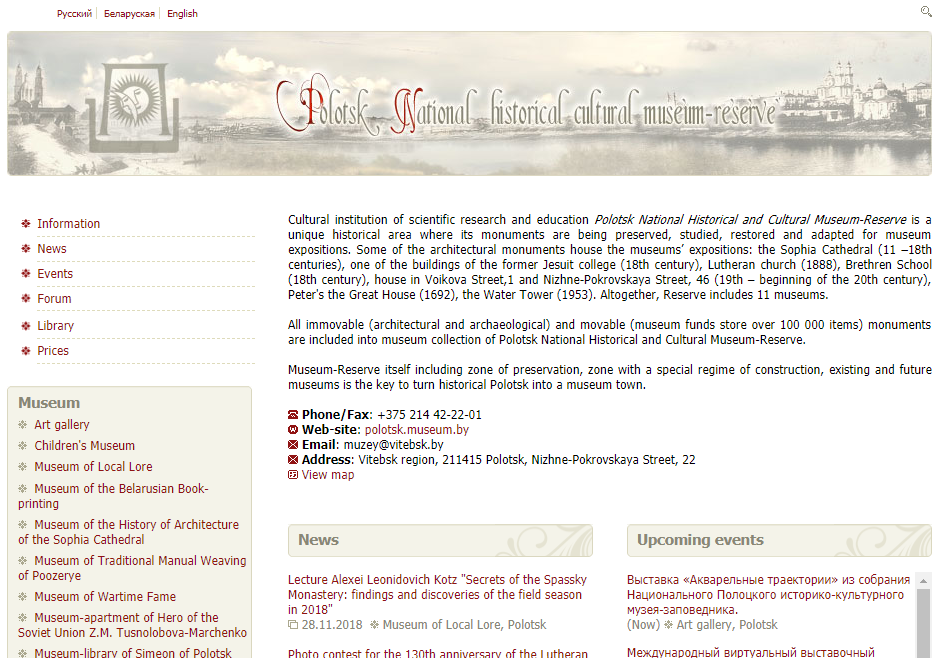 Русский Беларуская English
Polotsk National historical cultural museum-reserve
Information
News
Events
Forum
Library
Prices
Museum
Art gallery
Children's Museum
Museum of Local Lore
Museum of the Belarusian Book-
printing
Museum of the History of Architecture
of the Sophia Cathedral
Museum of Traditional Manual Weaving
of Poozerye
Museum of Wartime Fame
Museum-apartment of Hero of the
Soviet Union Z.M. Tusnolobova-Marchenko
Museum-library of Simeon of Polotsk
Cultural institution of scientific research and education Polotsk National Historical and Cultural Museum-Reserve is a
unique historical area where its monuments are being preserved, studied, restored and adapted for museum
expositions. Some of the architectural monuments house the museums’ expositions: the Sophia Cathedral (11 –18th
centuries), one of the buildings of the former Jesuit college (18th century), Lutheran church (1888), Brethren School
(18th century), house in Voikova Street,1 and Nizhne-Pokrovskaya Street, 46 (19th – beginning of the 20th century),
Peter's the Great House (1692), the Water Tower (1953). Altogether, Reserve includes 11 museums.
All immovable (architectural and archaeological) and movable (museum funds store over 100 000 items) monuments
are included into museum collection of Polotsk National Historical and Cultural Museum-Reserve.
Museum-Reserve itself including zone of preservation, zone with a special regime of construction, existing and future
museums is the key to turn historical Polotsk into a museum town.
Phone/Fax: +375 214 42-22-01
Web-site: polotsk.museum.by
Email: muzey@vitebsk.by
Address: Vitebsk region, 211415 Polotsk, Nizhne-Pokrovskaya Street, 22
View map
News
Lecture Alexei Leonidovich Kotz "Secrets of the Spassky
Monastery: findings and discoveries of the field season
in 2018"
28.11.2018 Museum of Local Lore, Polotsk
Photo contest for the 130th anniversary of the Lutheran
Upcoming events
Выставка «Акварельные траектории» из собрания
Национального Полоцкого историко-культурного
музея-заповедника.
(Now) Art gallery, Polotsk
Международный виртуальный выставочный